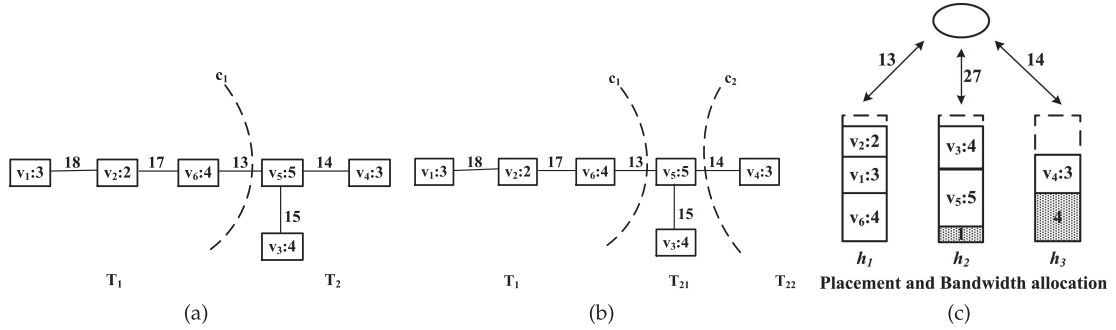 c₁
18
17
13
14
v₁:3
v₂:2
v₆:4
v₅:5
v₄:3
15
v₃:4
T₁
T₂
(a)
c₁
c₂
18
17
13
14
v₁:3
v₂:2
v₆:4
v₅:5
v₄:3
15
v₃:4
T₁
T₂₁
T₂₂
(b)
13
27
14
v₂:2
v₁:3
v₆:4
v₃:4
v₅:5
1
v₄:3
4
h₁
h₂
h₃
Placement and Bandwidth allocation
(c)